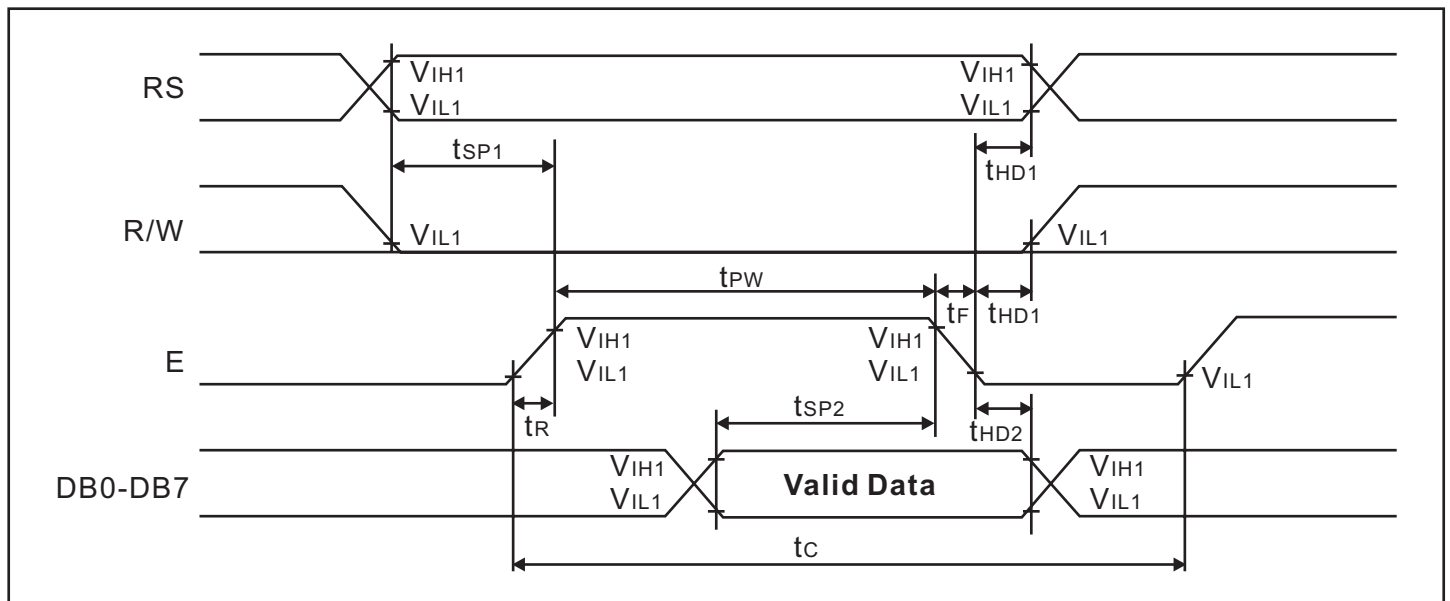 RS
VIH1
VIL1
VIH1
VIL1
tSP1
tHD1
R/W
VIL1
VIL1
tPW
tF
tHD1
E
VIH1
VIL1
VIH1
VIL1
VIL1
tR
tSP2
tHD2
DB0-DB7
VIH1
VIL1
Valid Data
VIH1
VIL1
tC